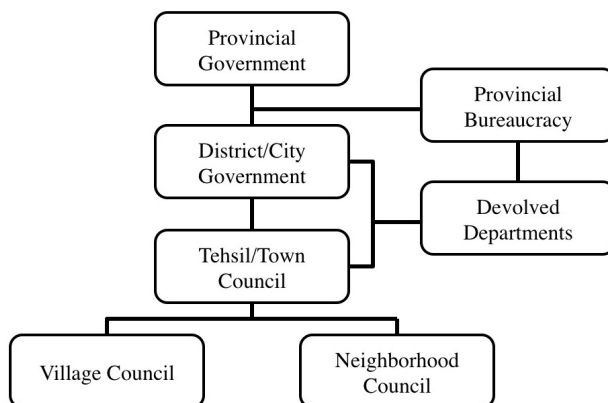 Provincial
Government
Provincial
Bureaucracy
District/City
Government
Devolved
Departments
Tehsil/Town
Council
Village Council
Neighborhood
Council